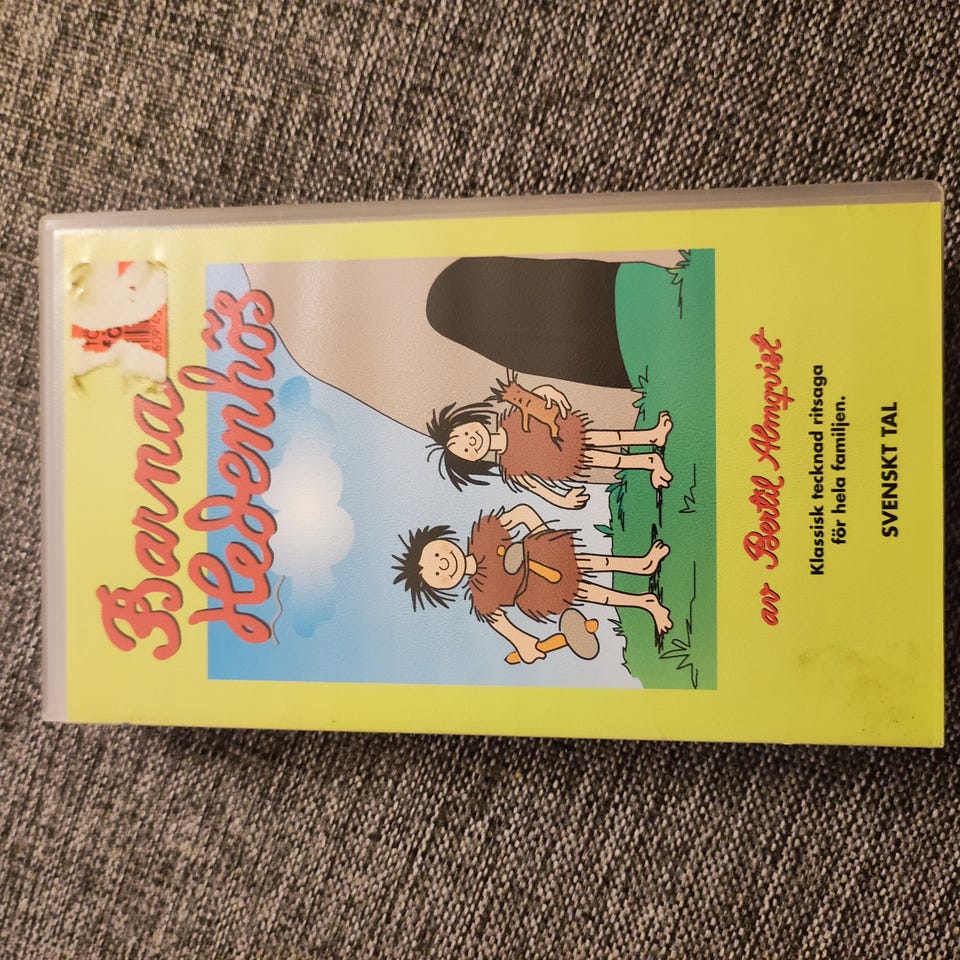 Barna
Hedenhös
av Bertil Almqvist
Klassisk tecknad ritsaga
för hela familjen.
SVENSKT TAL